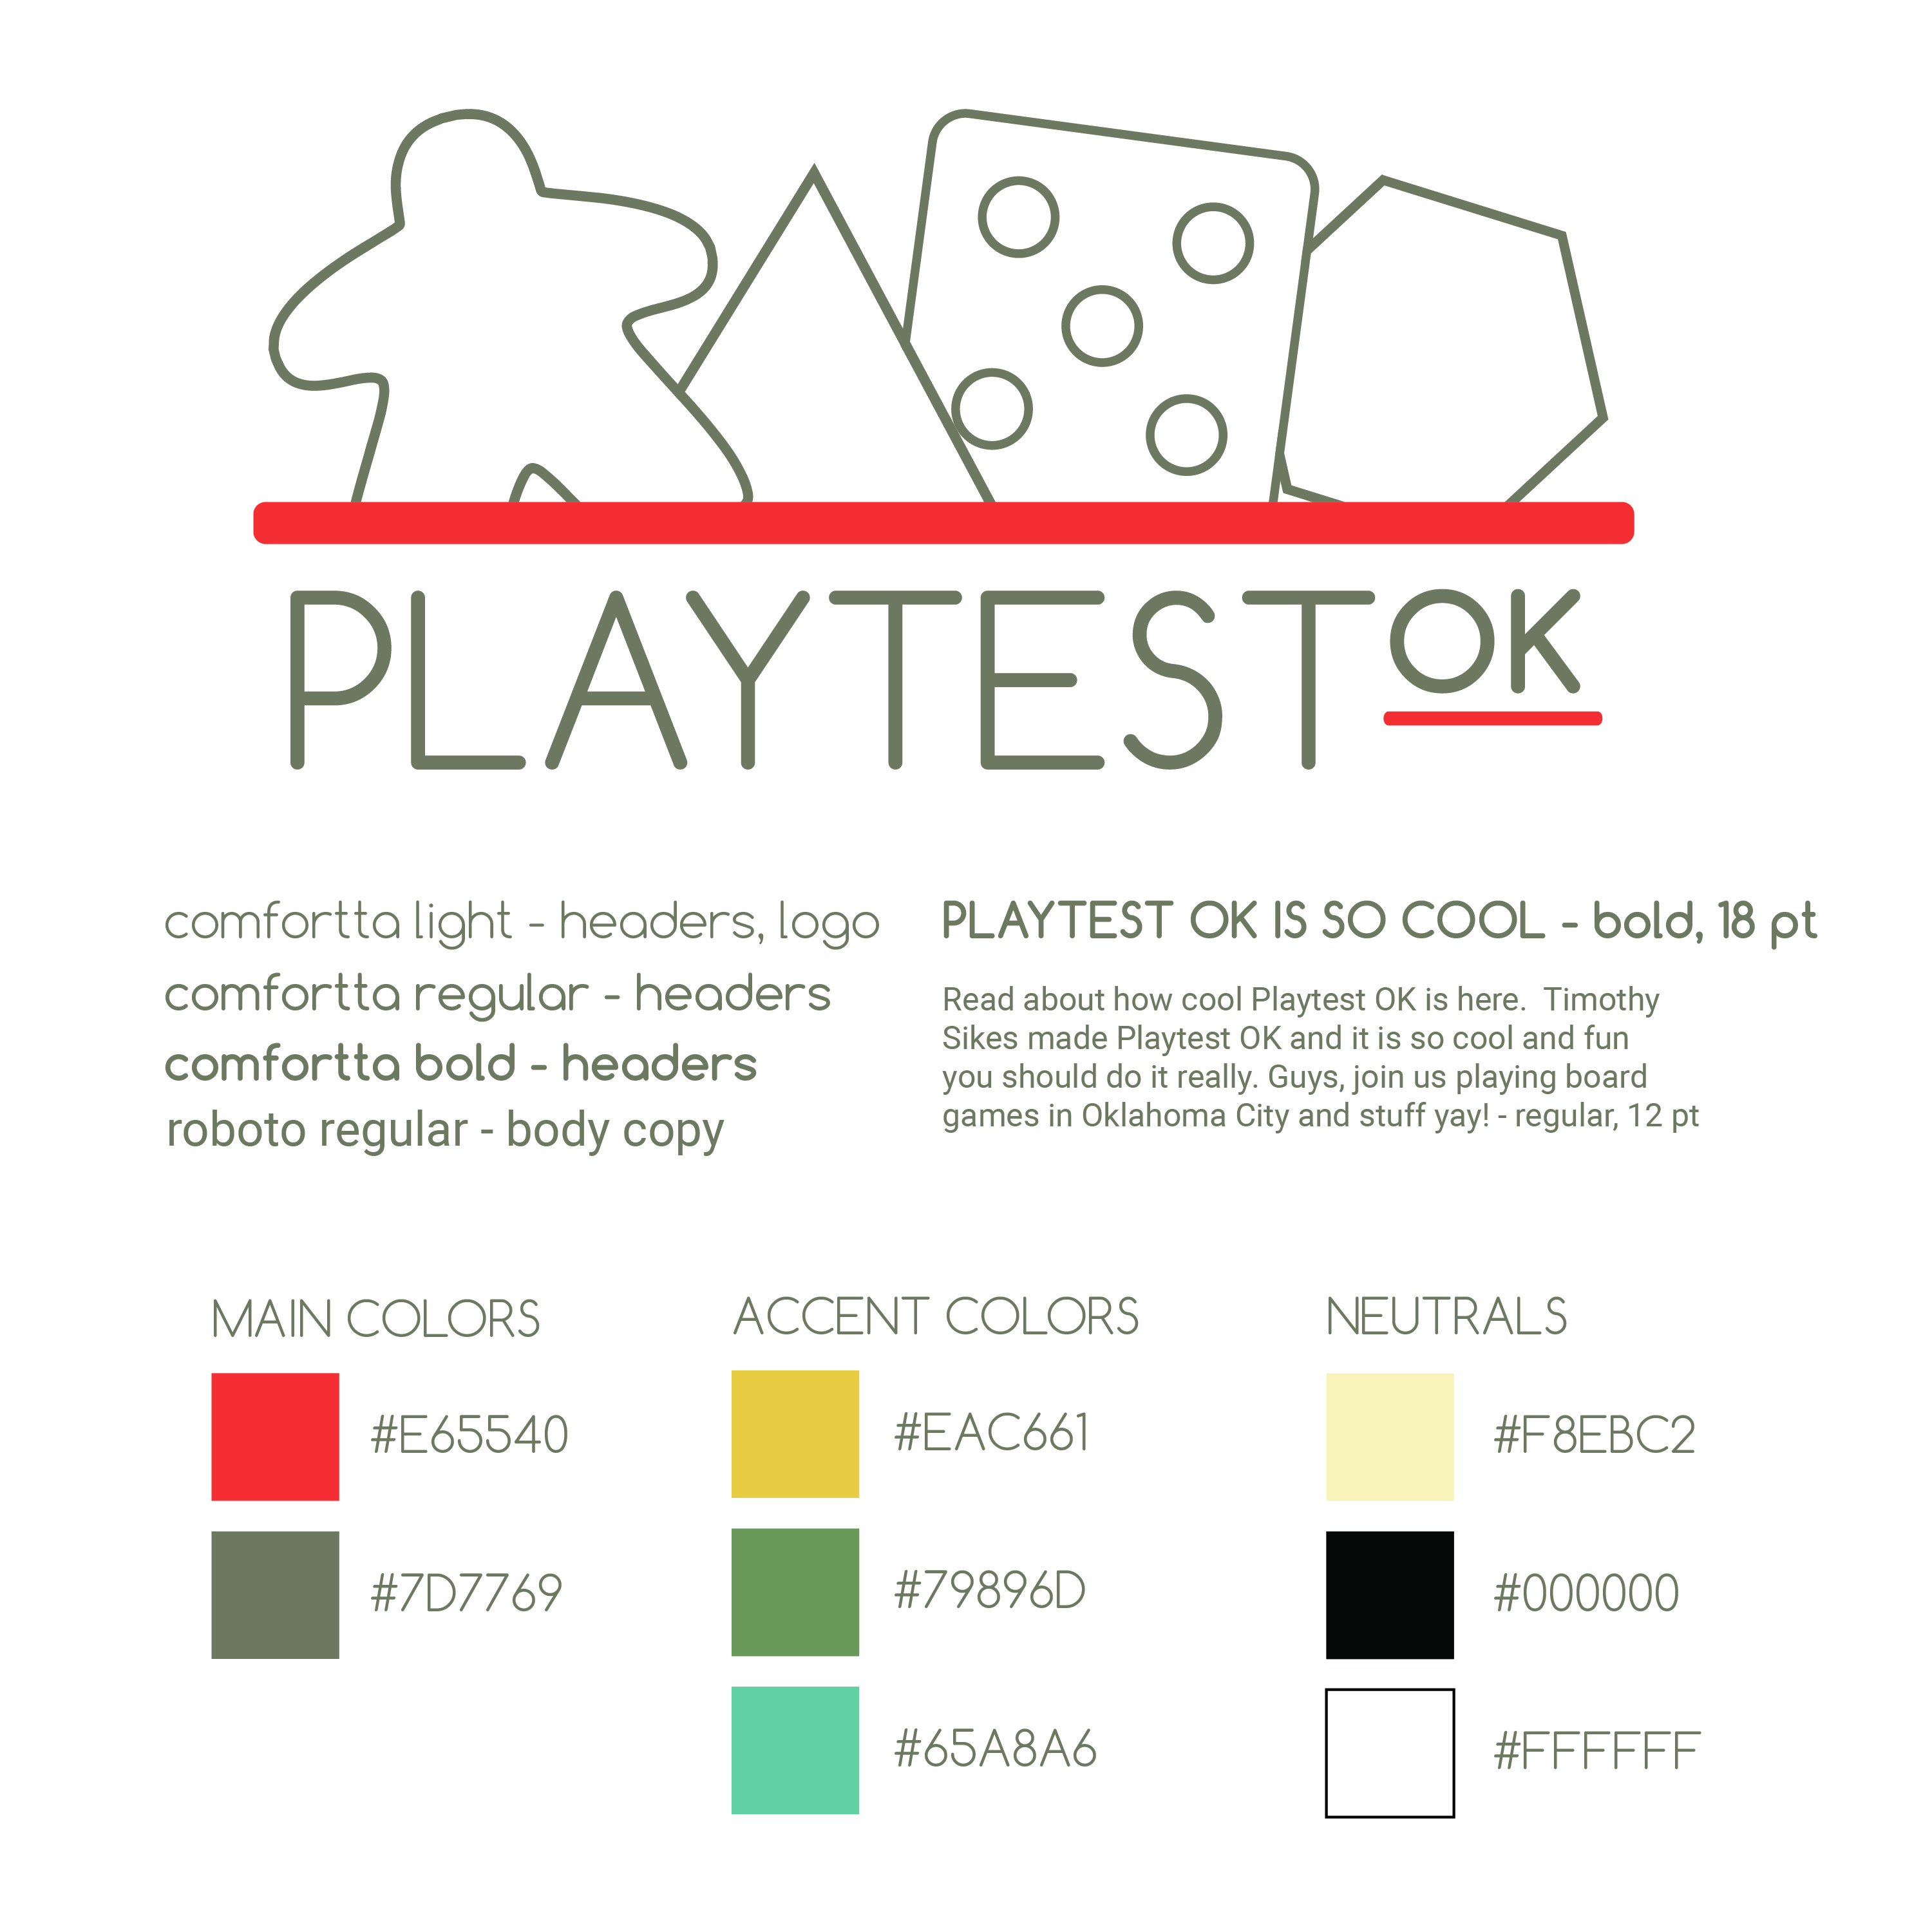 PLAYTEST OK
comfortta light - headers, logo
comfortta regular - headers
comfortta bold - headers
roboto regular - body copy
PLAYTEST OK IS SO COOL - bold, 18 pt
Read about how cool Playtest OK is here.  Timothy
Sikes made Playtest OK and it is so cool and fun
you should do it really. Guys, join us playing board
games in Oklahoma City and stuff yay! - regular, 12 pt
MAIN COLORS
#E65540
#7D7769
ACCENT COLORS
#EAC661
#79896D
#65A8A6
NEUTRALS
#F8EBC2
#000000
#FFFFFF